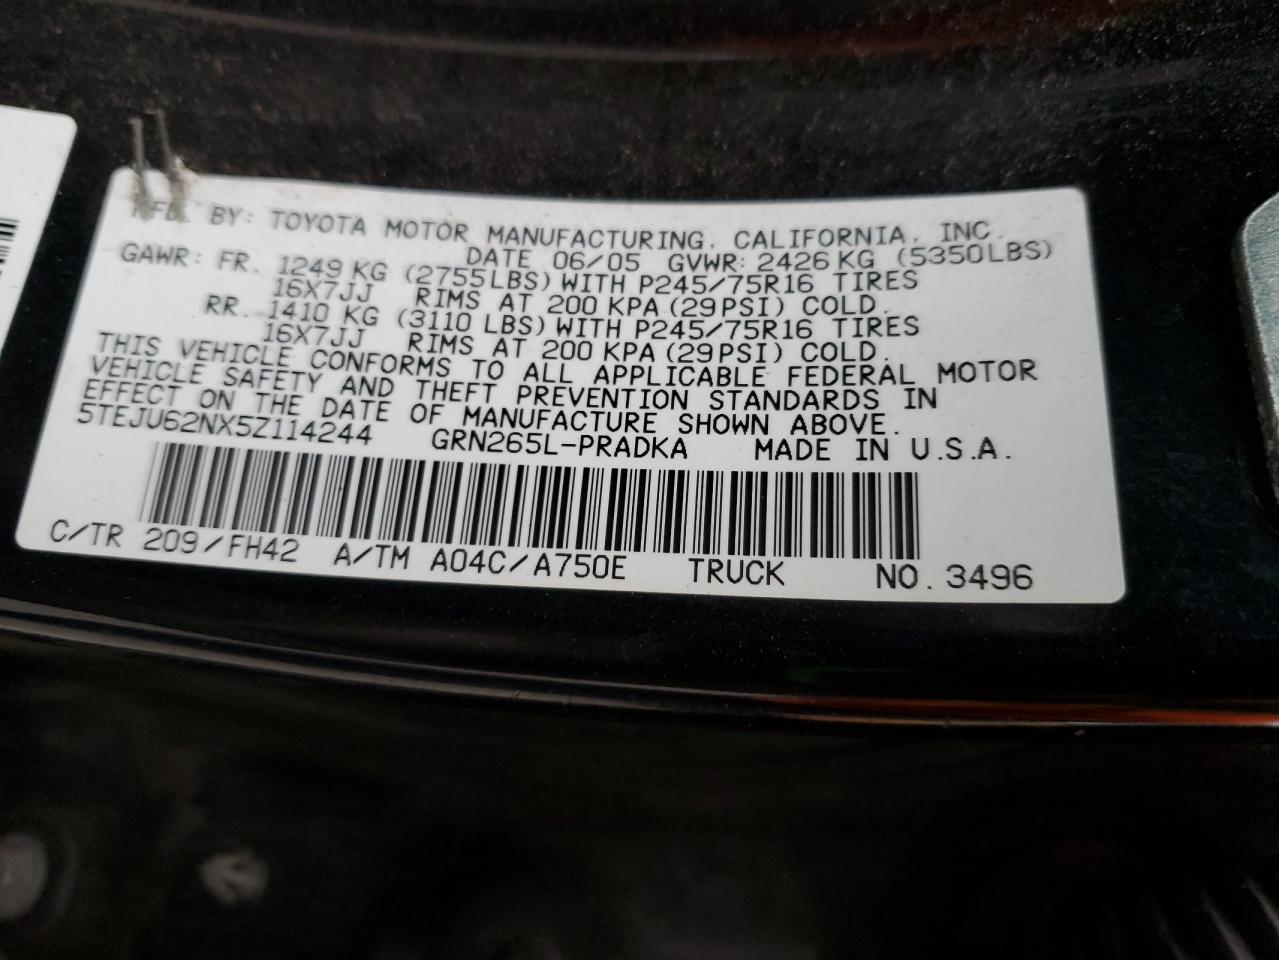 MFD. BY: TOYOTA MOTOR MANUFACTURING, CALIFORNIA, INC.
DATE 06/05 GVWR: 2426 KG (5350LBS)
GAWR: FR. 1249 KG (2755LBS) WITH P245/75R16 TIRES
16X7JJ RIMS AT 200 KPA (29PSI) COLD.
RR. 1410 KG (3110 LBS) WITH P245/75R16 TIRES
16X7JJ RIMS AT 200 KPA (29PSI) COLD.
THIS VEHICLE CONFORMS TO ALL APPLICABLE FEDERAL MOTOR
VEHICLE SAFETY AND THEFT PREVENTION STANDARDS IN
EFFECT ON THE DATE OF MANUFACTURE SHOWN ABOVE.
5TEJU62NX5Z114244 GRN265L-PRADKA MADE IN U.S.A.
C/TR 209/FH42 A/TM A04C/A750E TRUCK NO. 3496